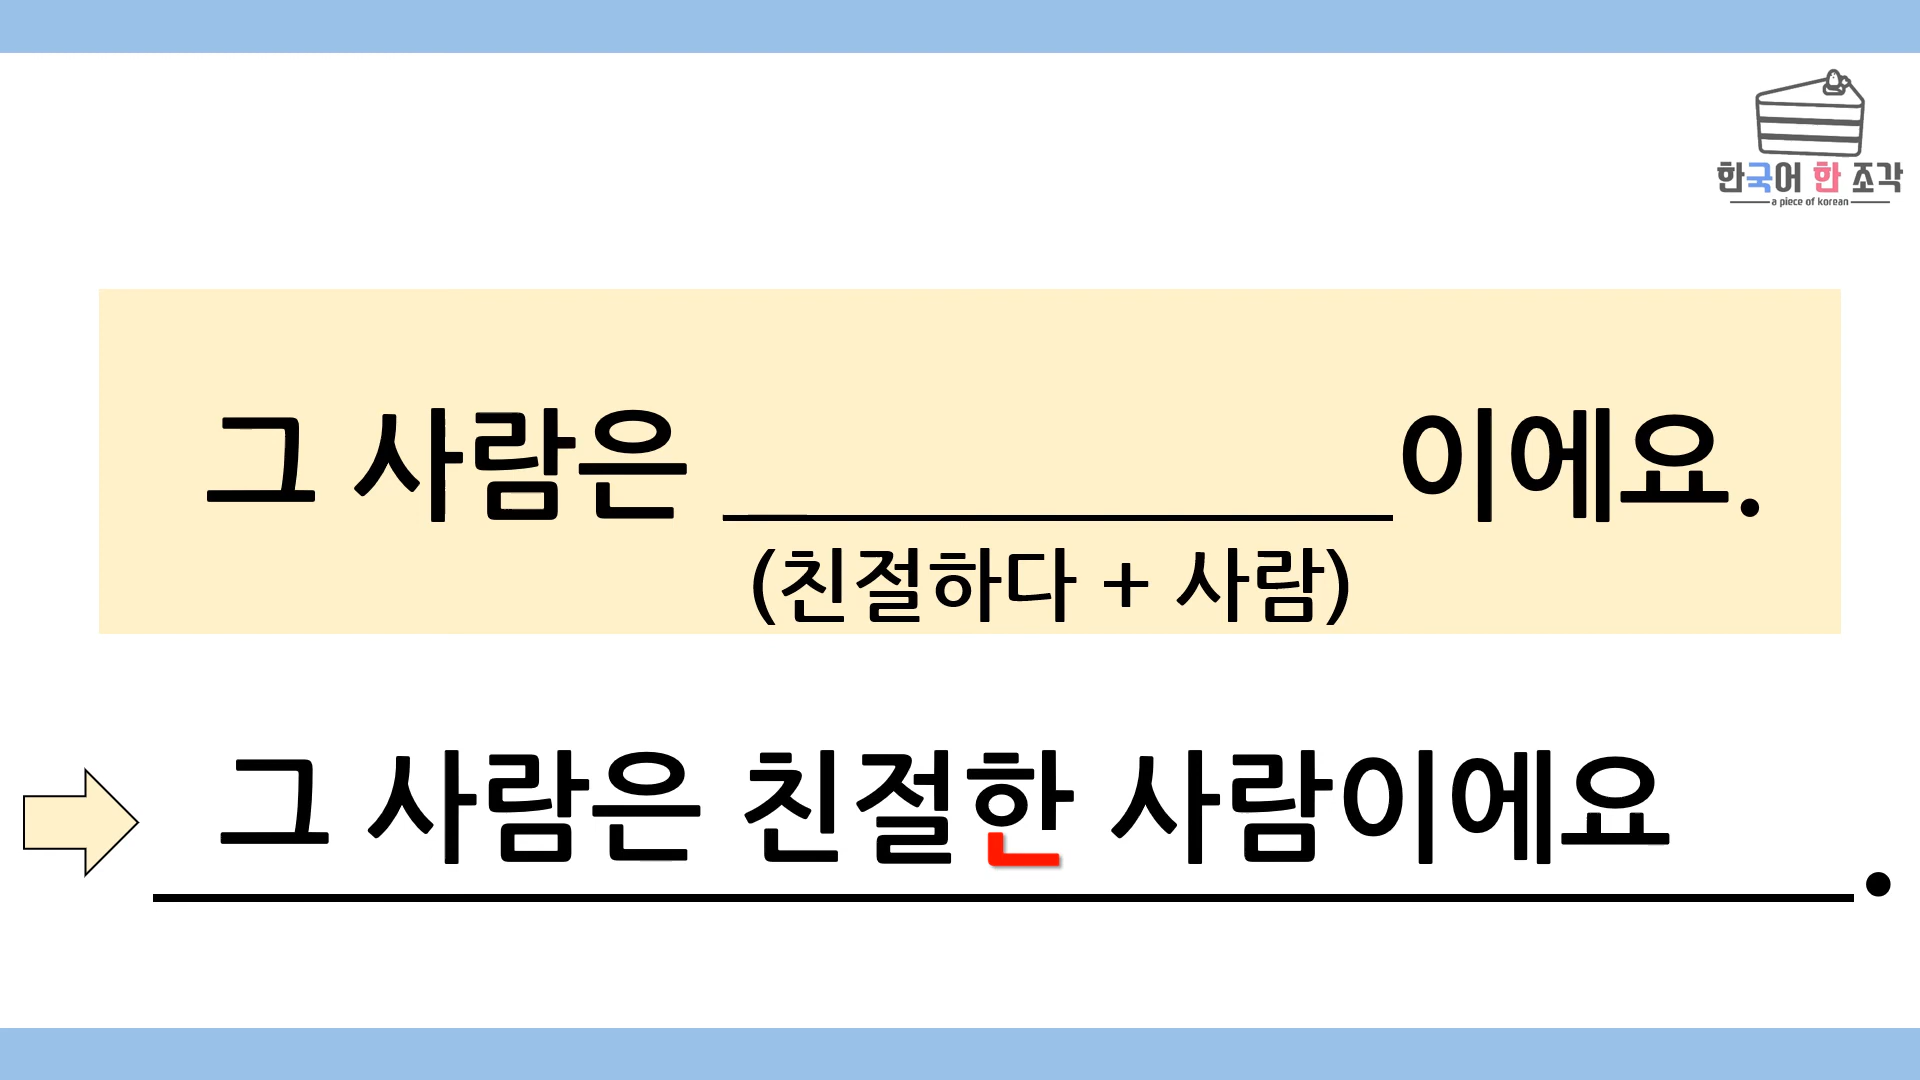 한국어 한 조각
a piece of korean
그 사람은 ____________이에요.
(친절하다 + 사람)
그 사람은 친절한 사람이에요.